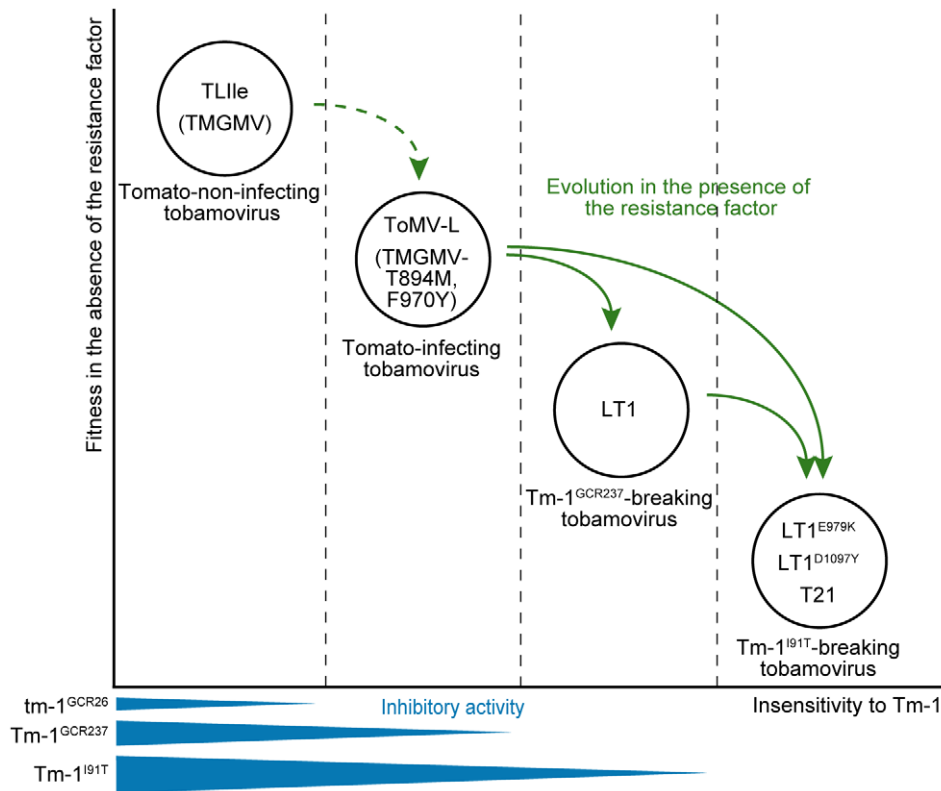 Fitness in the absence of the resistance factor
TLIIe
(TMGMV)
Tomato-non-infecting
tobamovirus
ToMV-L
(TMGMV-
T894M,
F970Y)
Tomato-infecting
tobamovirus
Evolution in the presence of
the resistance factor
LT1
Tm-1GCR237-breaking
tobamovirus
LT1E979K
LT1D1097Y
T21
Tm-1I91T-breaking
tobamovirus
Insensitivity to Tm-1
Inhibitory activity
tm-1GCR26
Tm-1GCR237
Tm-1I91T